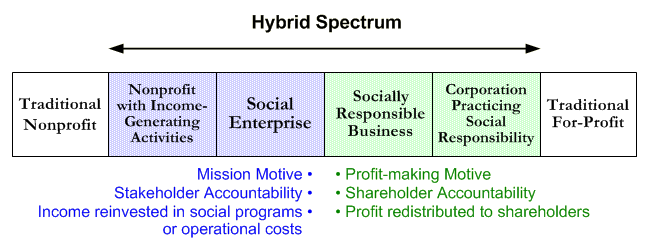 Hybrid Spectrum
Traditional
Nonprofit
Nonprofit
with Income-
Generating
Activities
Social
Enterprise
Socially
Responsible
Business
Corporation
Practicing
Social
Responsibility
Traditional
For-Profit
Mission Motive •
Stakeholder Accountability •
Income reinvested in social programs •
or operational costs
• Profit-making Motive
• Shareholder Accountability
• Profit redistributed to shareholders